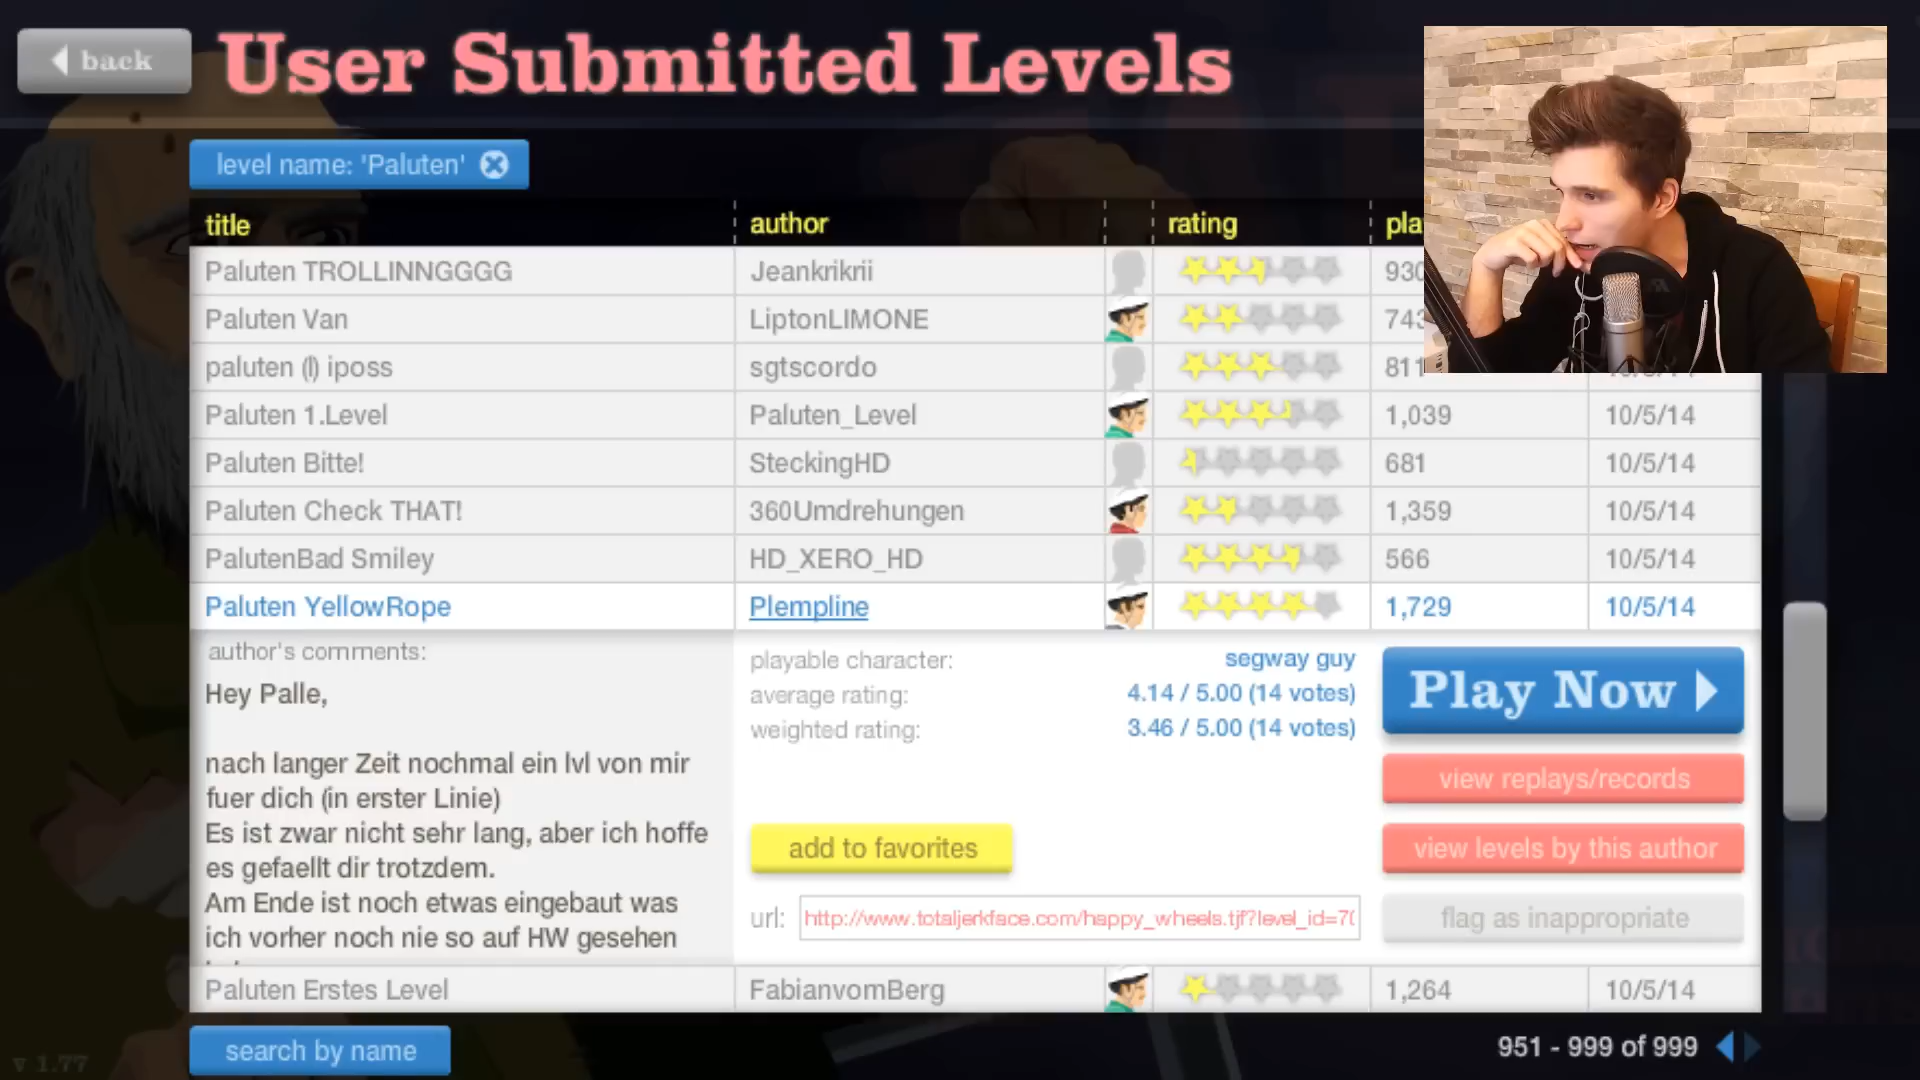 back
User Submitted Levels
level name: 'Paluten'
title author rating pla
Paluten TROLLINNGGGG Jeankrikrii 930
Paluten Van LiptonLIMONE 743
paluten (l) iposs sgtscordo 811
Paluten 1.Level Paluten_Level 1,039 10/5/14
Paluten Bitte! SteckingHD 681 10/5/14
Paluten Check THAT! 360Umdrehungen 1,359 10/5/14
PalutenBad Smiley HD_XERO_HD 566 10/5/14
Paluten YellowRope Plempline 1,729 10/5/14
author's comments:
Hey Palle,
nach langer Zeit nochmal ein lvl von mir
fuer dich (in erster Linie)
Es ist zwar nicht sehr lang, aber ich hoffe
es gefaellt dir trotzdem.
Am Ende ist noch etwas eingebaut was
ich vorher noch nie so auf HW gesehen
playable character: segway guy
average rating: 4.14 / 5.00 (14 votes)
weighted rating: 3.46 / 5.00 (14 votes)
add to favorites
url: http://www.totaljerkface.com/happy_wheels.tjf?level_id=7(
Play Now
view replays/records
view levels by this author
flag as inappropriate
Paluten Erstes Level FabianvomBerg 1,264 10/5/14
search by name
951 - 999 of 999
v 1.77